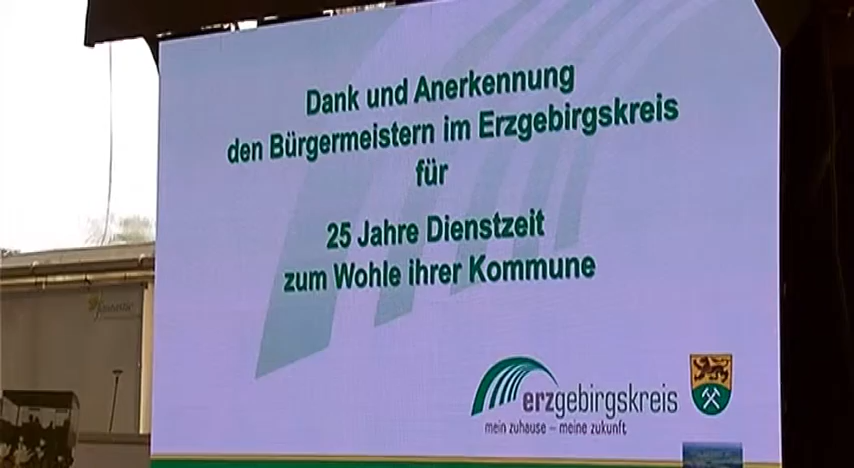 Dank und Anerkennung
den Bürgermeistern im Erzgebirgskreis
für
25 Jahre Dienstzeit
zum Wohle ihrer Kommune
erzgebirgskreis
mein zuhause – meine zukunft